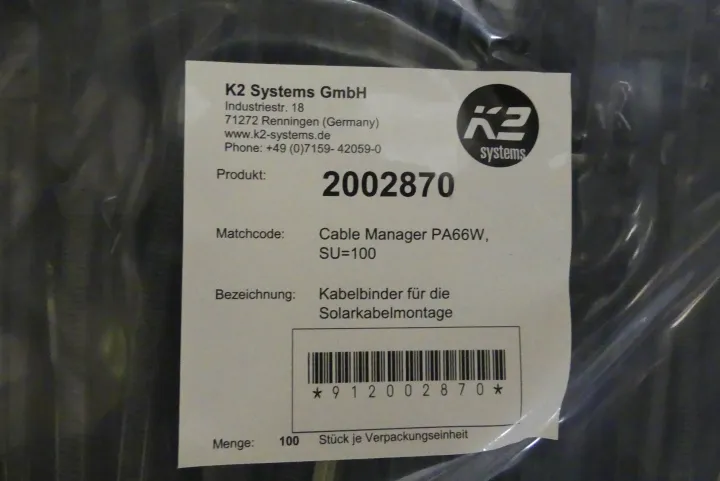 K2 Systems GmbH
Industriestr. 18
71272 Renningen (Germany)
www.k2-systems.de
Phone: +49 (0)7159- 42059-0
K2
systems
Produkt: 2002870
Matchcode: Cable Manager PA66W,
SU=100
Bezeichnung: Kabelbinder für die
Solarkabelmontage
*912002870*
Menge: 100 Stück je Verpackungseinheit